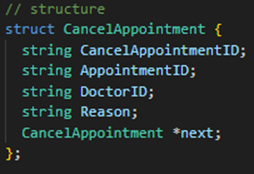 // structure
struct CancelAppointment {
string CancelAppointmentID;
string AppointmentID;
string DoctorID;
string Reason;
CancelAppointment *next;
};